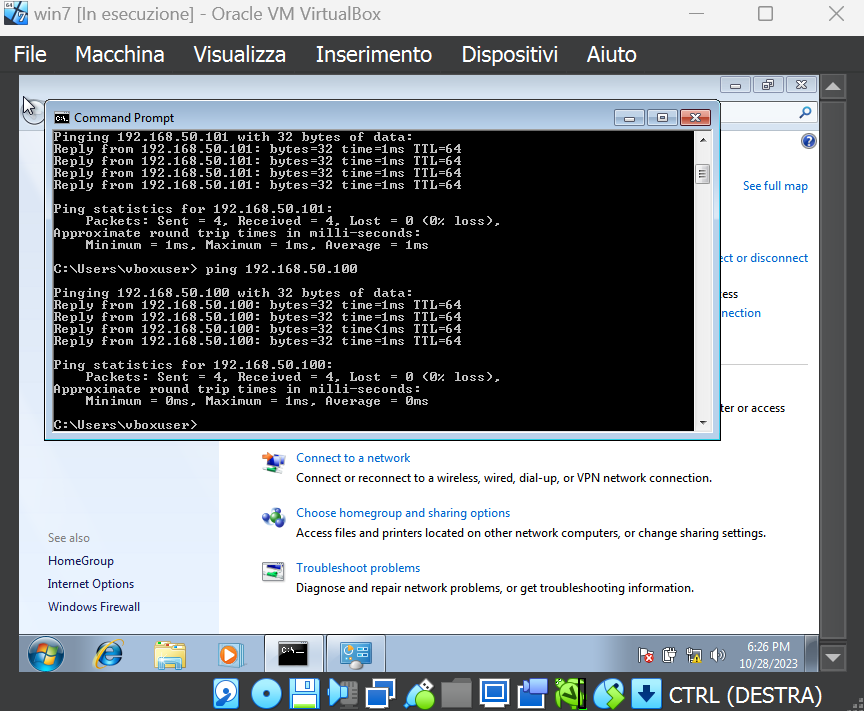 win7 [In esecuzione] - Oracle VM VirtualBox
File Macchina Visualizza Inserimento Dispositivi Aiuto
Command Prompt
Pinging 192.168.50.101 with 32 bytes of data:
Reply from 192.168.50.101: bytes=32 time=1ms TTL=64
Reply from 192.168.50.101: bytes=32 time=1ms TTL=64
Reply from 192.168.50.101: bytes=32 time=1ms TTL=64
Reply from 192.168.50.101: bytes=32 time=1ms TTL=64
Ping statistics for 192.168.50.101:
Packets: Sent = 4, Received = 4, Lost = 0 (0% loss),
Approximate round trip times in milli-seconds:
Minimum = 1ms, Maximum = 1ms, Average = 1ms
C:\Users\vboxuser> ping 192.168.50.100
Pinging 192.168.50.100 with 32 bytes of data:
Reply from 192.168.50.100: bytes=32 time=1ms TTL=64
Reply from 192.168.50.100: bytes=32 time=1ms TTL=64
Reply from 192.168.50.100: bytes=32 time<1ms TTL=64
Reply from 192.168.50.100: bytes=32 time=1ms TTL=64
Ping statistics for 192.168.50.100:
Packets: Sent = 4, Received = 4, Lost = 0 (0% loss),
Approximate round trip times in milli-seconds:
Minimum = 0ms, Maximum = 1ms, Average = 0ms
C:\Users\vboxuser>
See full map
ect or disconnect
ess
nection
ter or access
Connect to a network
Connect or reconnect to a wireless, wired, dial-up, or VPN network connection.
Choose homegroup and sharing options
Access files and printers located on other network computers, or change sharing settings.
Troubleshoot problems
Diagnose and repair network problems, or get troubleshooting information.
See also
HomeGroup
Internet Options
Windows Firewall
6:26 PM
10/28/2023
CTRL (DESTRA)